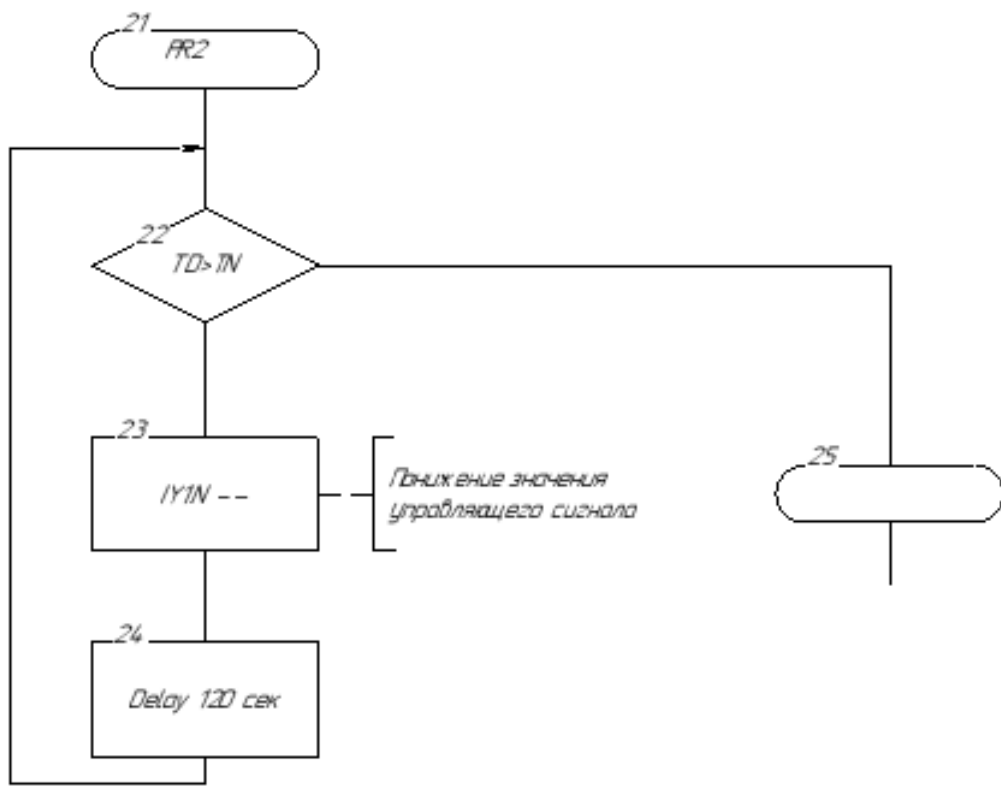 21
PR2
22
TD>TN
23
IY1N --
Понижение значения
управляющего сигнала
24
Delay 120 сек
25